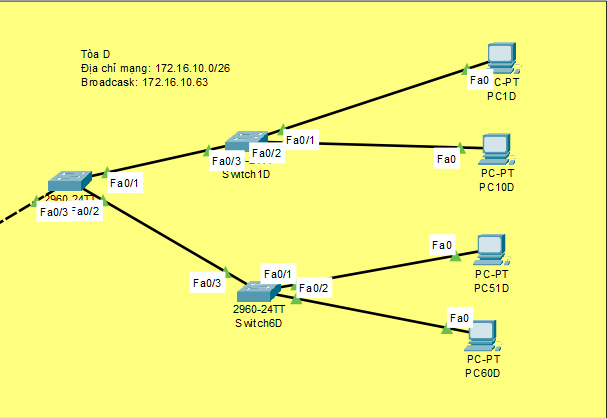 Tòa D
Địa chỉ mạng: 172.16.10.0/26
Broadcask: 172.16.10.63
Fa0
C-PT
PC1D
Fa0/1
Fa0/2
Fa0/3
Switch1D
Fa0
PC-PT
PC10D
Fa0/1
2960-24TT
Fa0/3
Fa0/2
Fa0
PC-PT
PC51D
Fa0/1
Fa0/3
Fa0/2
2960-24TT
Switch6D
Fa0
PC-PT
PC60D